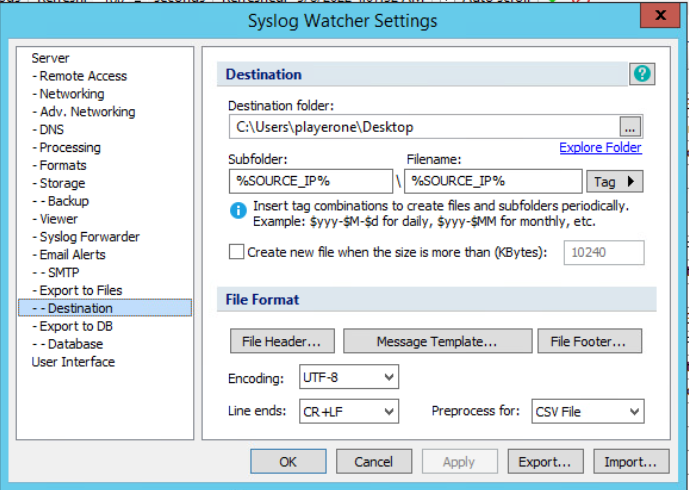 Syslog Watcher Settings
x
Server
- Remote Access
- Networking
- Adv. Networking
- DNS
- Processing
- Formats
- Storage
- - Backup
- Viewer
- Syslog Forwarder
- Email Alerts
- - SMTP
- Export to Files
- - Destination
- Export to DB
- - Database
User Interface
Destination
?
Destination folder:
C:\Users\playerone\Desktop
...
Explore Folder
Subfolder: Filename:
%SOURCE_IP% \ %SOURCE_IP% Tag
i Insert tag combinations to create files and subfolders periodically.
Example: $yyy-$M-$d for daily, $yyy-$MM for monthly, etc.
Create new file when the size is more than (KBytes): 10240
File Format
File Header... Message Template... File Footer...
Encoding: UTF-8
Line ends: CR+LF Preprocess for: CSV File
OK Cancel Apply Export... Import...